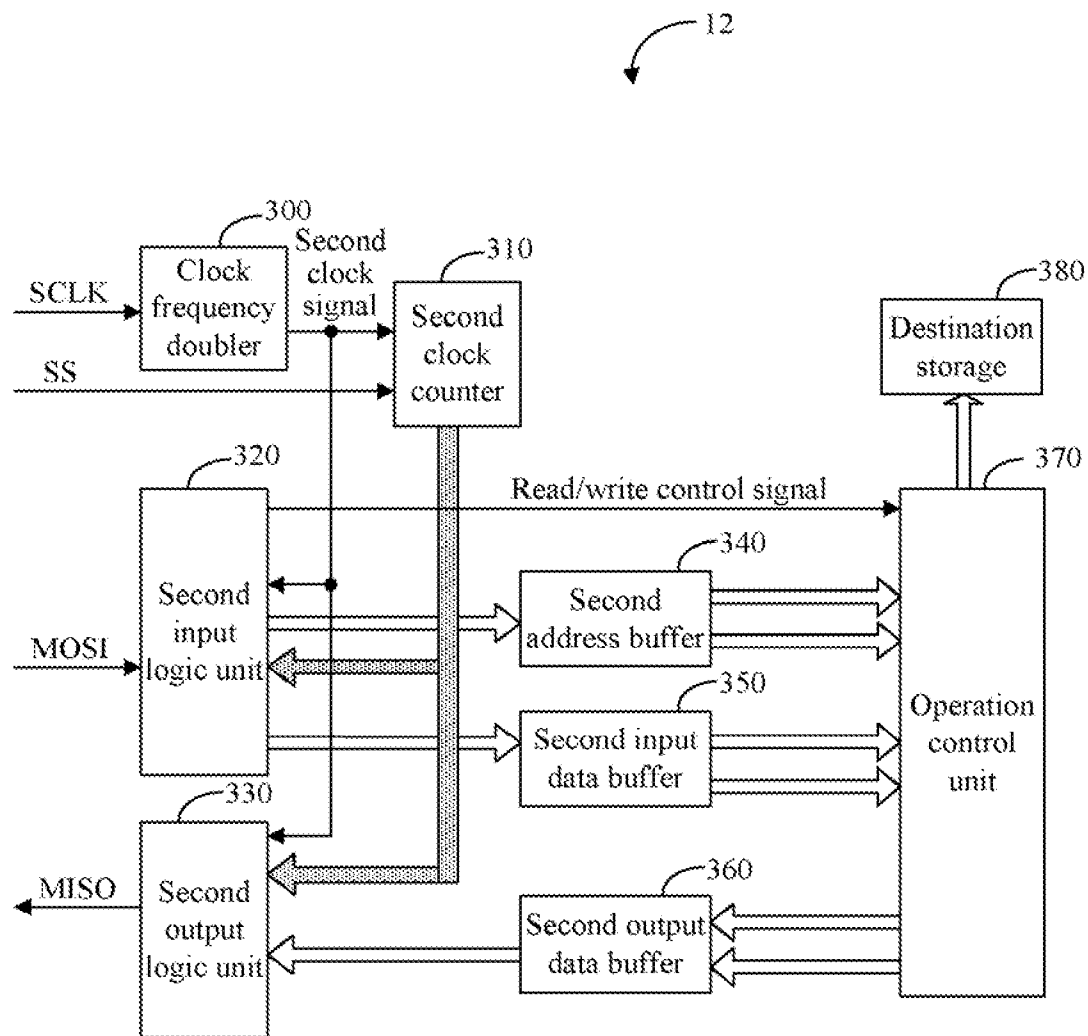 12
300
Clock
frequency
doubler
SCLK
Second
clock
signal
310
Second
clock
counter
SS
380
Destination
storage
320
Second
input
logic unit
MOSI
Read/write control signal
370
Operation
control
unit
340
Second
address buffer
350
Second input
data buffer
330
Second
output
logic unit
MISO
360
Second output
data buffer